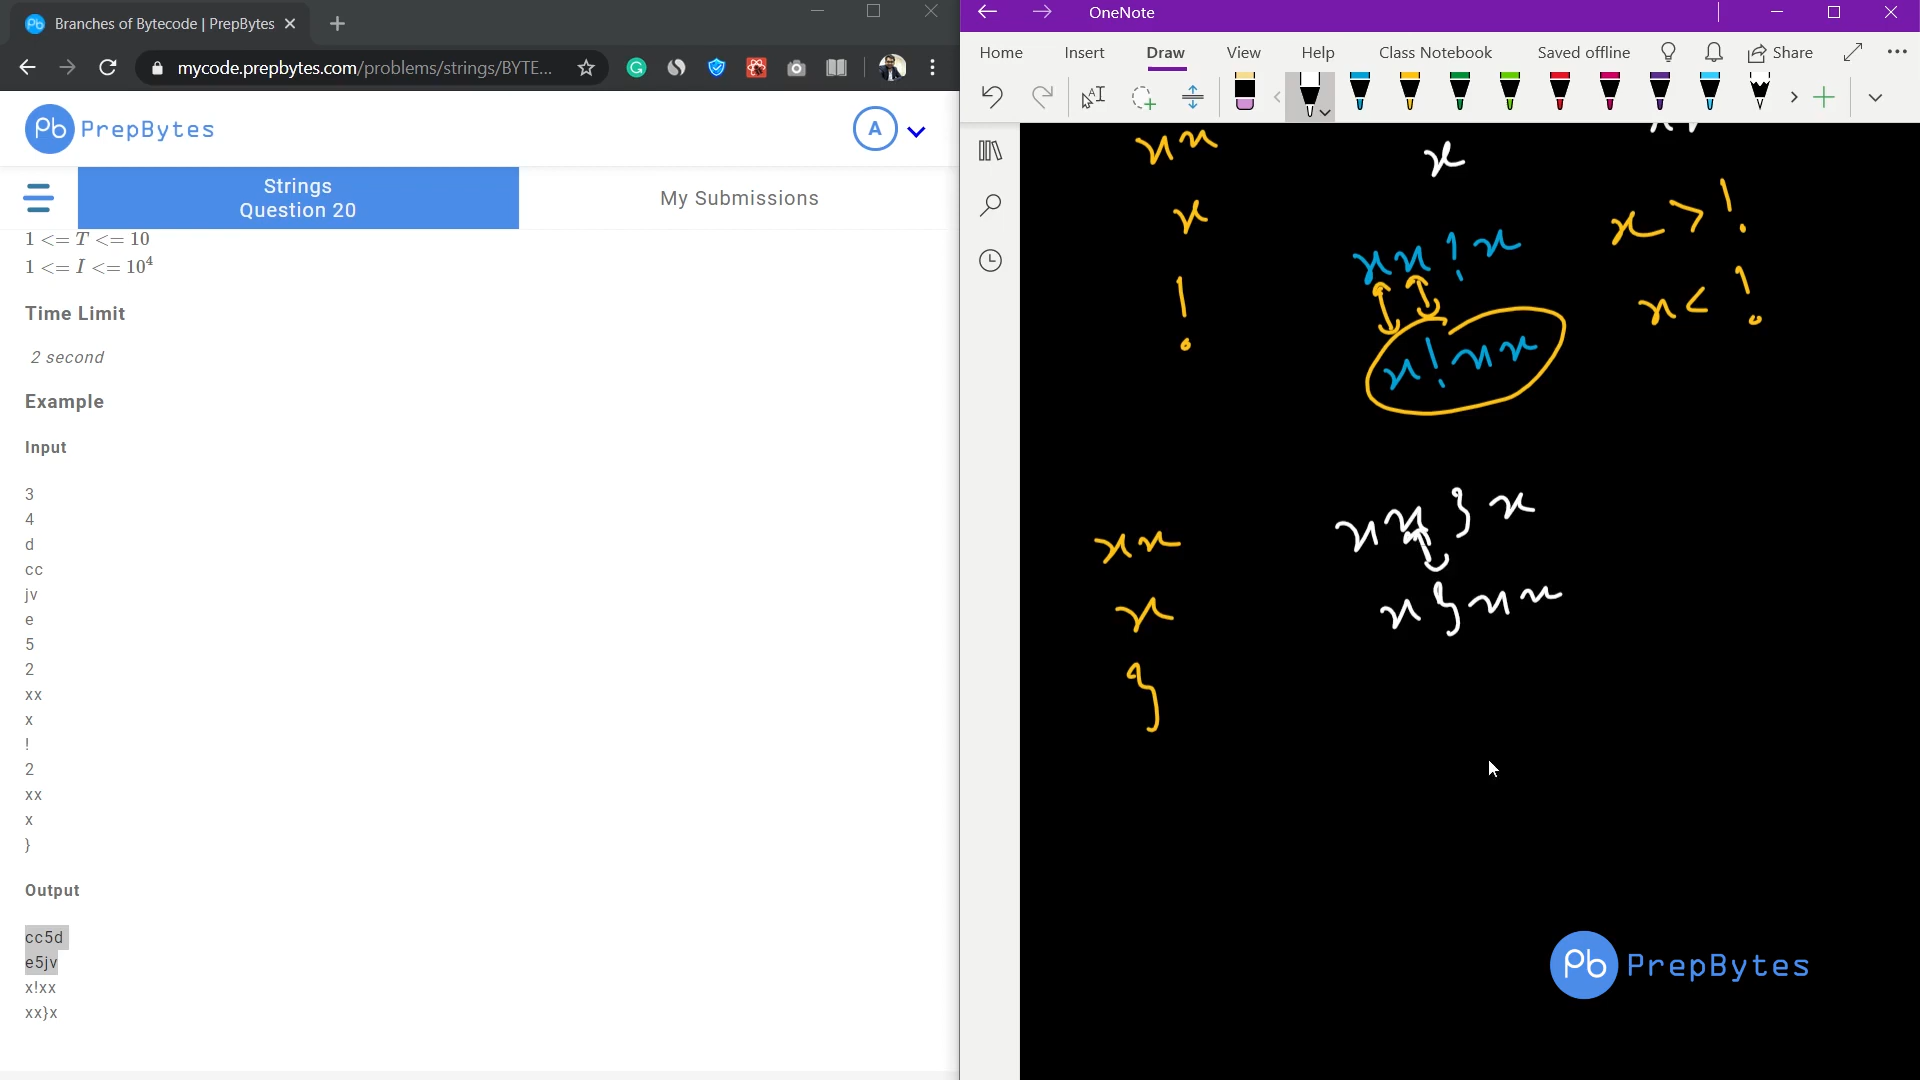 Branches of Bytecode | PrepBytes
mycode.prepbytes.com/problems/strings/BYTE...
PrepBytes
A
Strings
Question 20
My Submissions
1 <= T <= 10
1 <= I <= 10⁴
Time Limit
2 second
Example
Input
3
4
d
cc
jv
e
5
2
xx
x
!
2
xx
x
}
Output
cc5d
e5jv
x!xx
xx}x
OneNote
Home Insert Draw View Help Class Notebook Saved offline Share
xx
x
x
!
x
xx!x
x!xx
x > !
x < !
xx
x
}
xx}x
x}xx
Pb PrepBytes